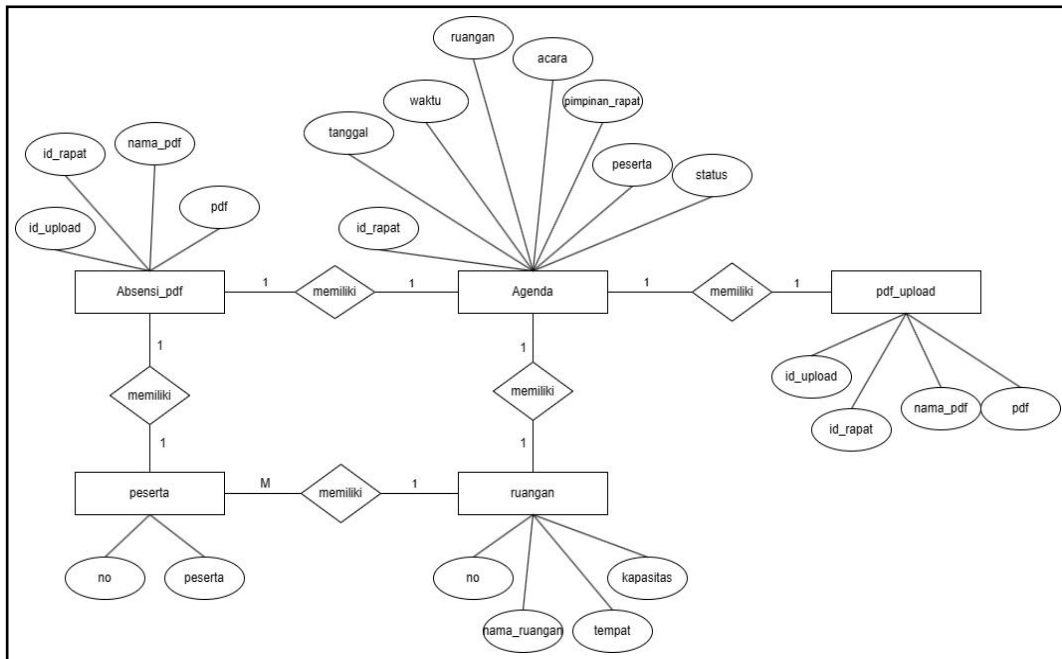 ruangan
acara
waktu
pimpinan_rapat
tanggal
nama_pdf
id_rapat
peserta
status
pdf
id_upload
id_rapat
Absensi_pdf
1
memiliki
1
Agenda
1
memiliki
1
pdf_upload
1
1
id_upload
memiliki
memiliki
nama_pdf
pdf
id_rapat
1
1
peserta
M
memiliki
1
ruangan
no
peserta
no
kapasitas
nama_ruangan
tempat